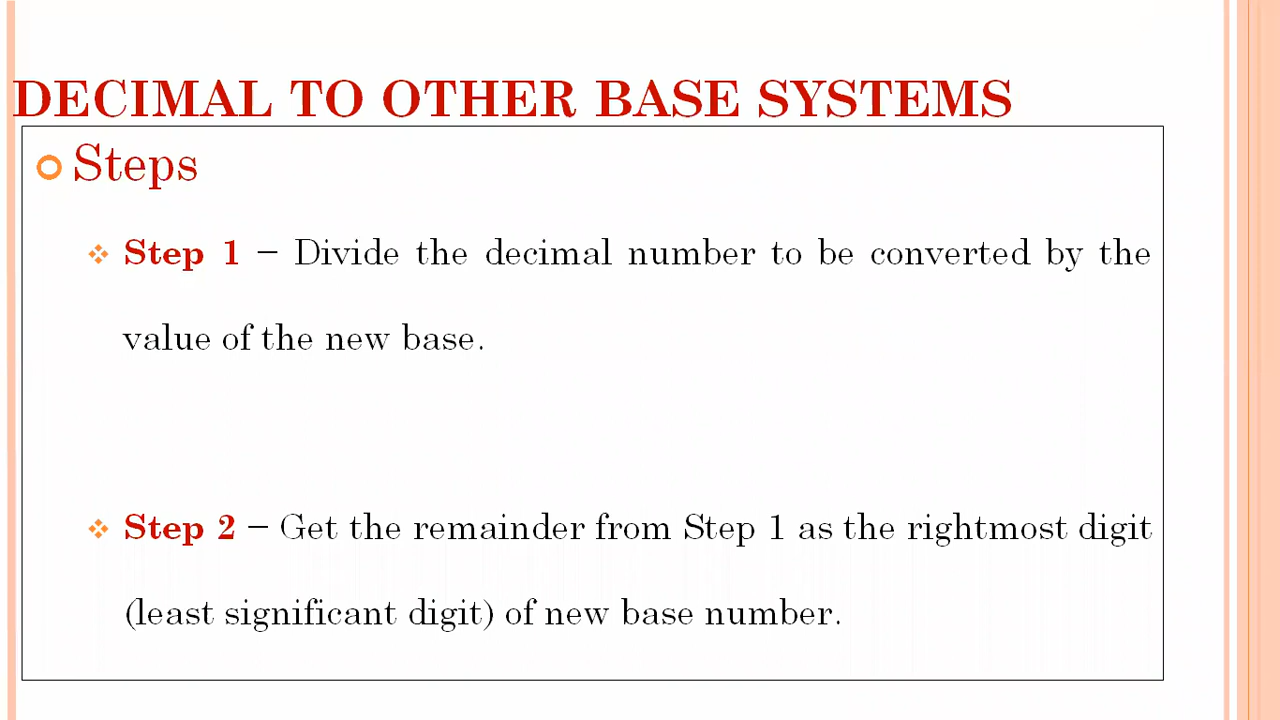 DECIMAL TO OTHER BASE SYSTEMS
Steps
Step 1 − Divide the decimal number to be converted by the
value of the new base.
Step 2 − Get the remainder from Step 1 as the rightmost digit
(least significant digit) of new base number.